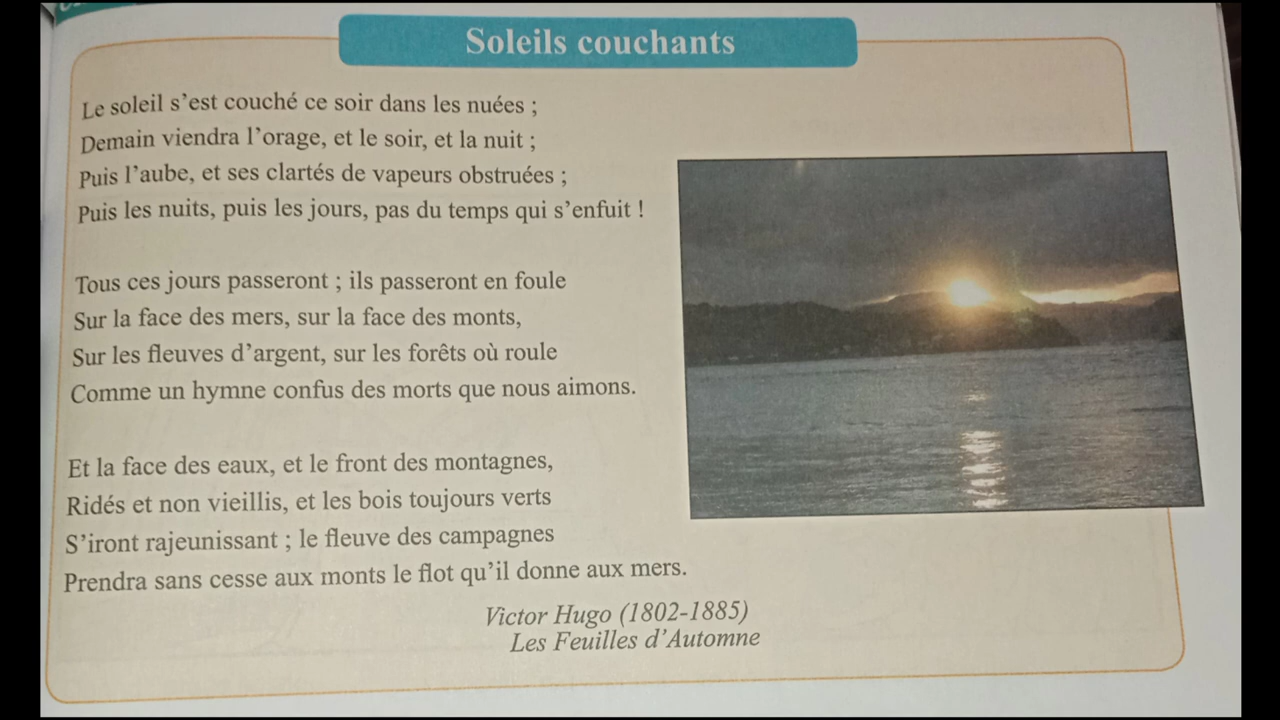 Soleils couchants
Le soleil s'est couché ce soir dans les nuées ;
Demain viendra l'orage, et le soir, et la nuit ;
Puis l'aube, et ses clartés de vapeurs obstruées ;
Puis les nuits, puis les jours, pas du temps qui s'enfuit !
Tous ces jours passeront ; ils passeront en foule
Sur la face des mers, sur la face des monts,
Sur les fleuves d'argent, sur les forêts où roule
Comme un hymne confus des morts que nous aimons.
Et la face des eaux, et le front des montagnes,
Ridés et non vieillis, et les bois toujours verts
S'iront rajeunissant ; le fleuve des campagnes
Prendra sans cesse aux monts le flot qu'il donne aux mers.
Victor Hugo (1802-1885)
Les Feuilles d'Automne